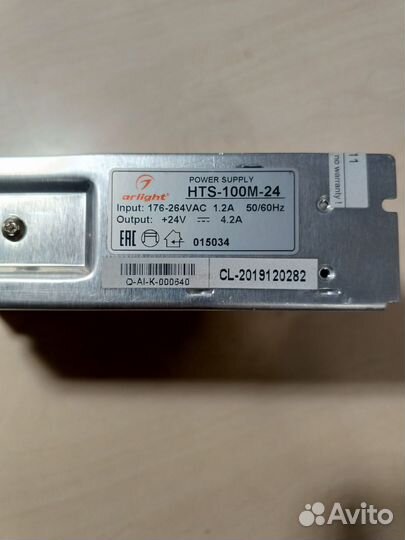 POWER SUPPLY
arlight® HTS-100M-24
Input: 176-264VAC 1.2A 50/60Hz
Output: +24V 4.2A
EAC 015034
Q-AI-K-000640
CL-2019120282
no warranty
11
Avito